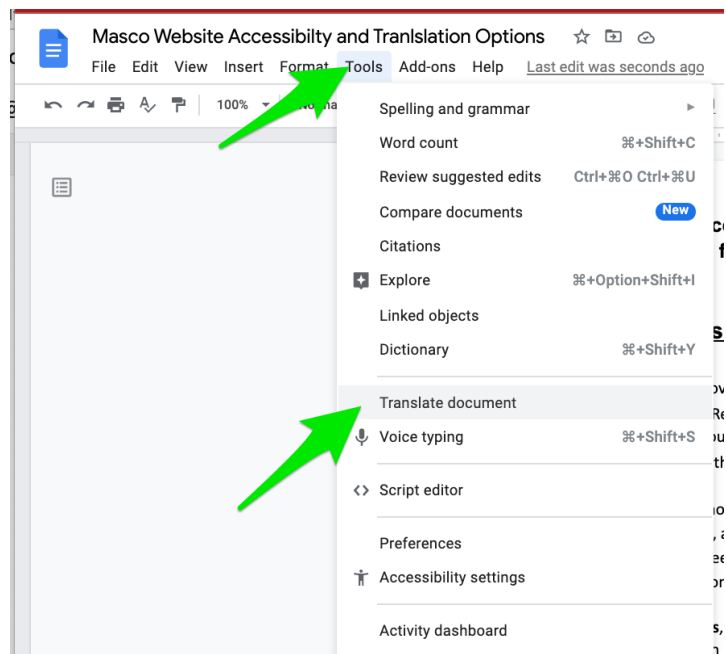 Masco Website Accessibilty and Tranlslation Options
File Edit View Insert Format Tools Add-ons Help Last edit was seconds ago
100%
Spelling and grammar
Word count ⌘+Shift+C
Review suggested edits Ctrl+⌘O Ctrl+⌘U
Compare documents New
Citations
Explore ⌘+Option+Shift+I
Linked objects
Dictionary ⌘+Shift+Y
Translate document
Voice typing ⌘+Shift+S
Script editor
Preferences
Accessibility settings
Activity dashboard